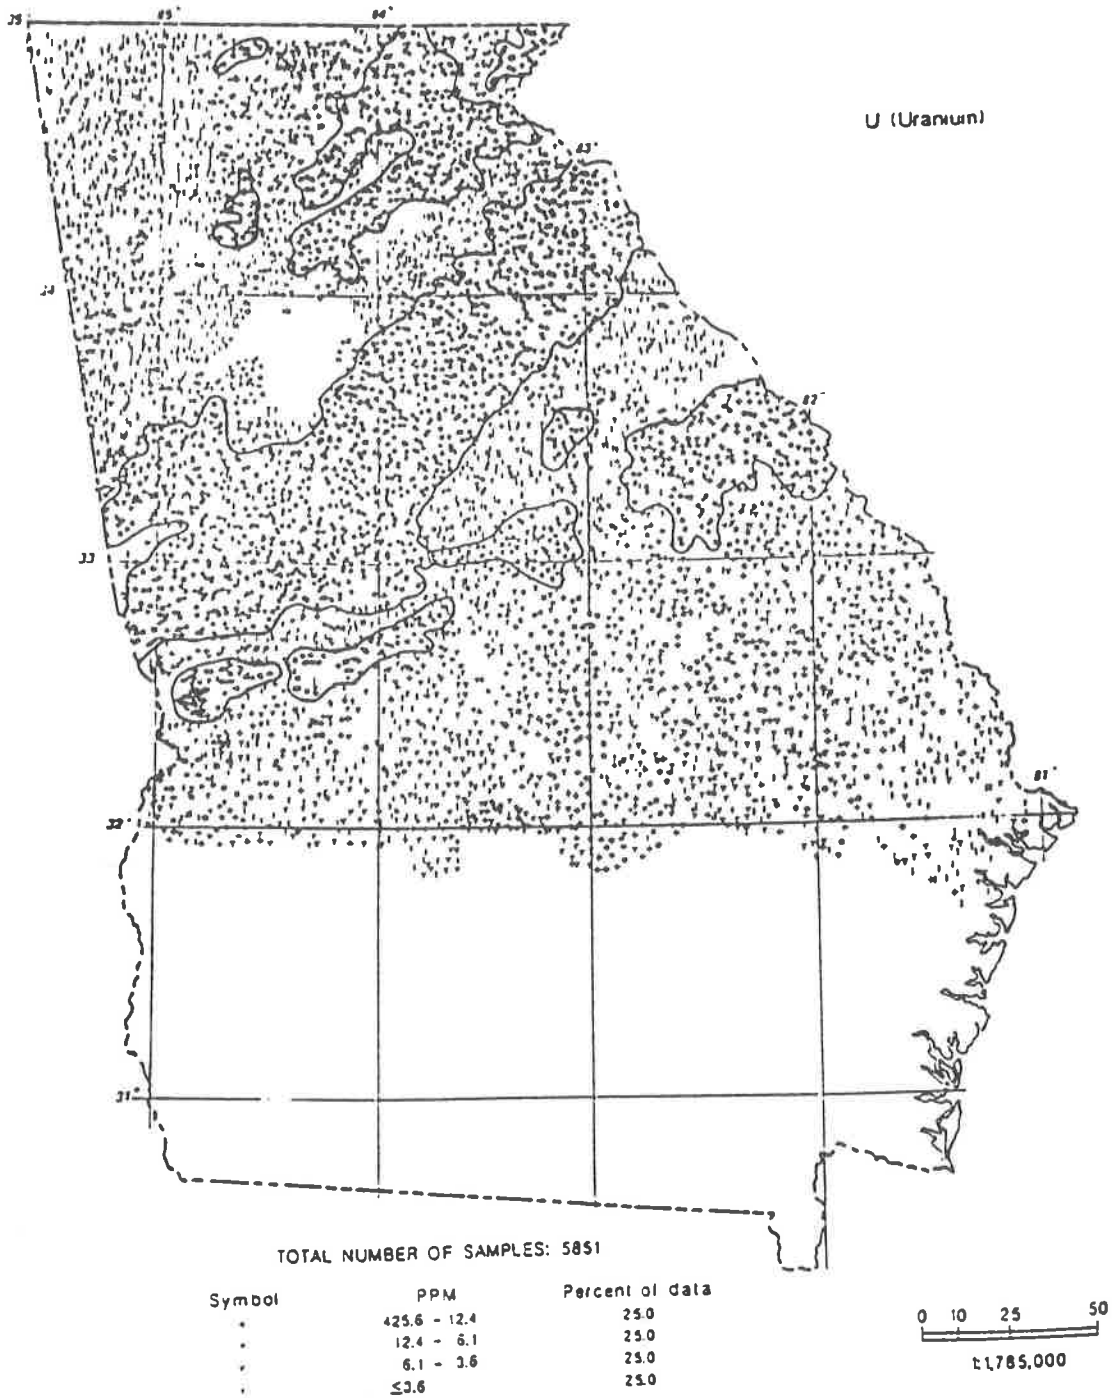 35
85°
84°
U (Uranium)
83°
34
82°
33
81°
32°
31°
TOTAL NUMBER OF SAMPLES: 5851
Symbol PPM Percent of data
425.6 - 12.4 25.0
12.4 - 6.1 25.0
6.1 - 3.6 25.0
≤3.6 25.0
0 10 25 50
1:1,785,000